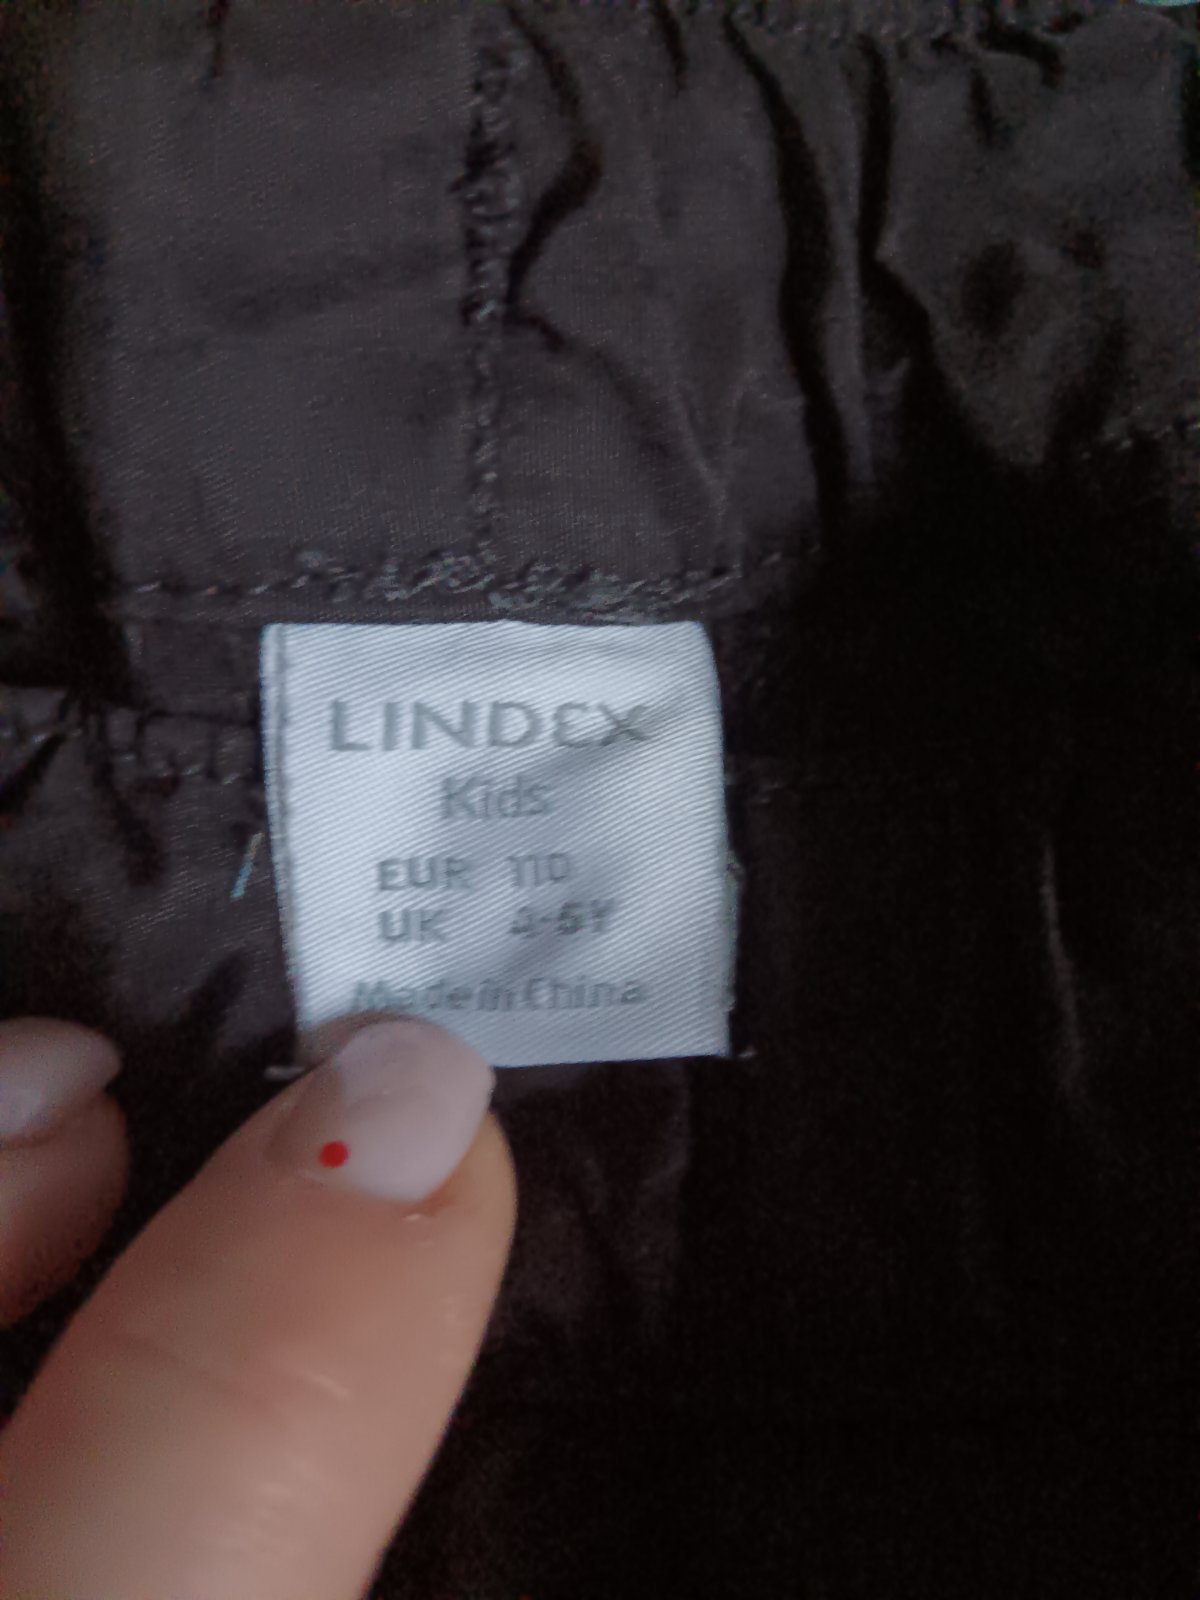 LINDEX
Kids
EUR 110
UK 4-5Y
Made in China